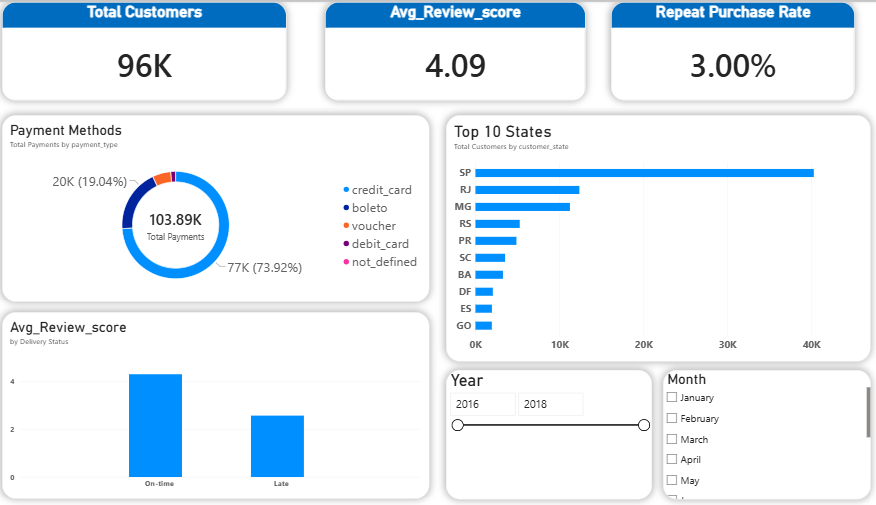 Total Customers
96K
Avg_Review_score
4.09
Repeat Purchase Rate
3.00%
Payment Methods
Total Payments by payment_type
20K (19.04%)
103.89K
Total Payments
77K (73.92%)
credit_card
boleto
voucher
debit_card
not_defined
Top 10 States
Total Customers by customer_state
SP
RJ
MG
RS
PR
SC
BA
DF
ES
GO
0K 10K 20K 30K 40K
Avg_Review_score
by Delivery Status
4
2
0
On-time Late
Year
2016 2018
Month
January
February
March
April
May